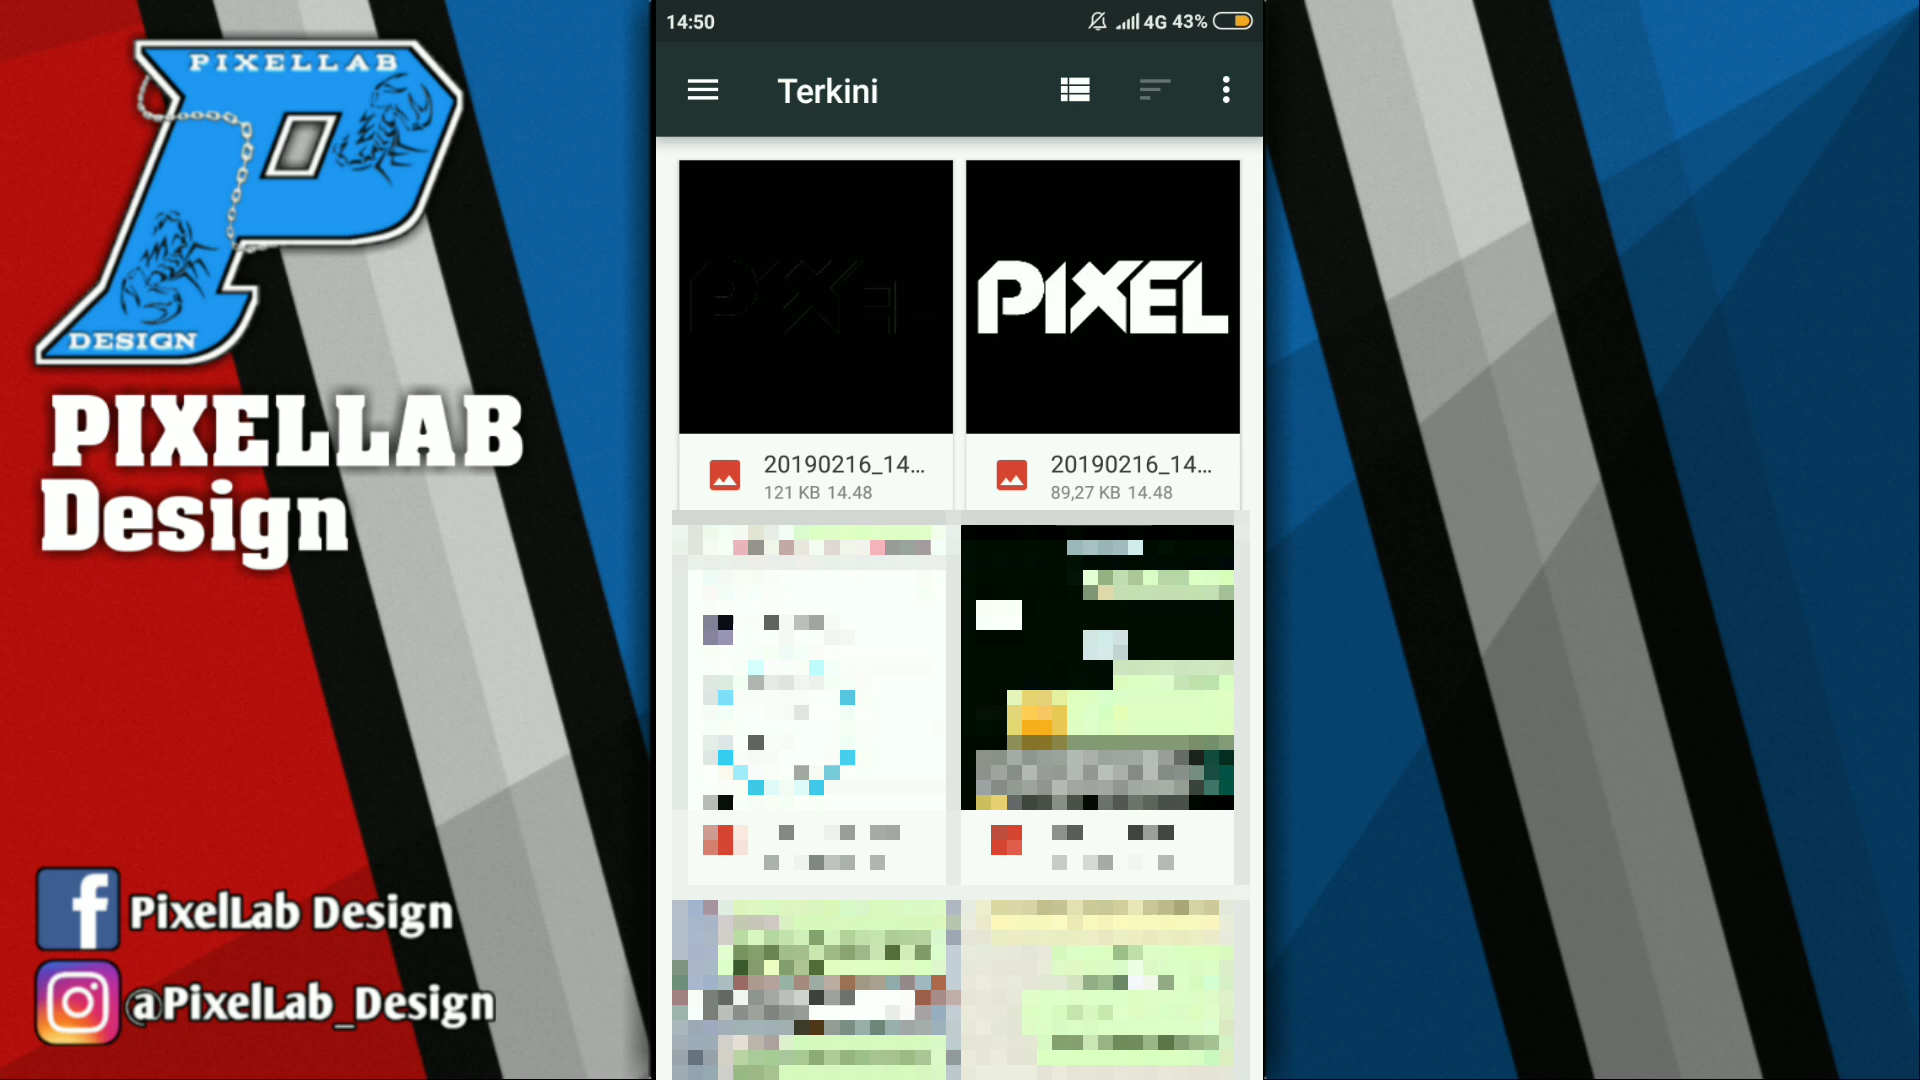 PIXELLAB
DESIGN
PIXELLAB
Design
PixelLab Design
@PixelLab_Design
14:50
4G 43%
Terkini
PIXEL
PIXEL
20190216_14...
121 KB 14.48
20190216_14...
89,27 KB 14.48